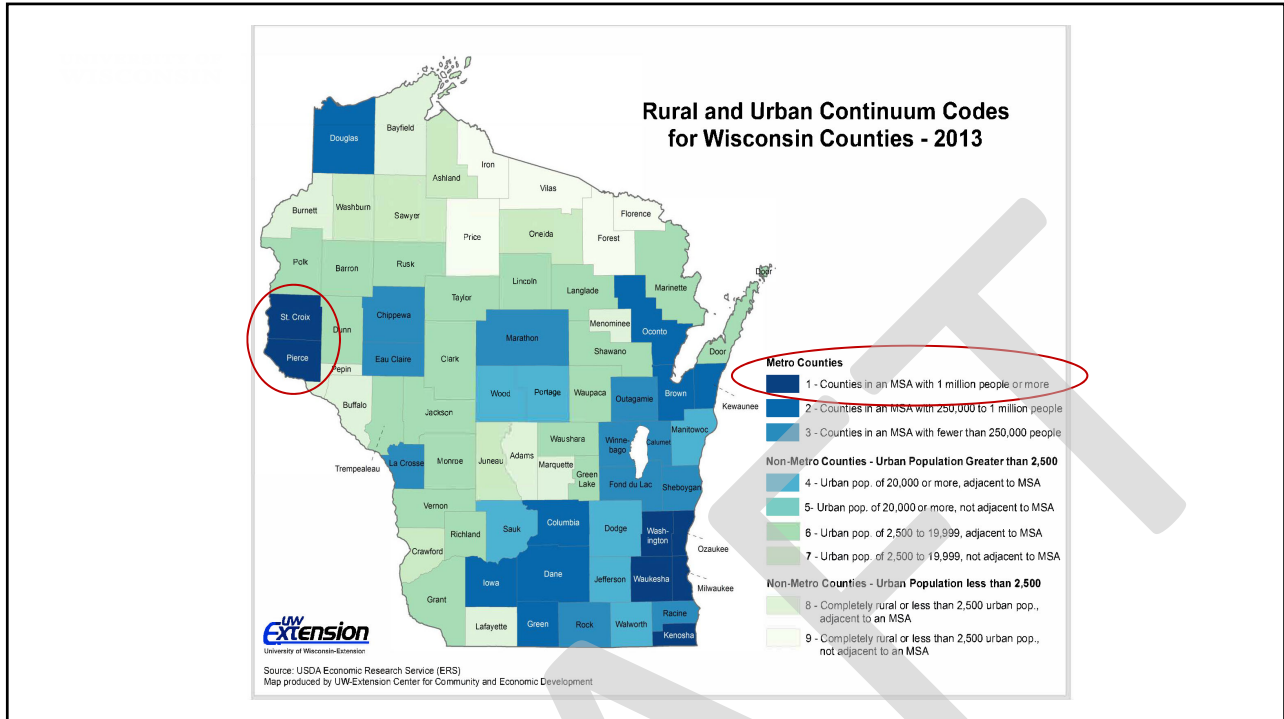 Rural and Urban Continuum Codes
for Wisconsin Counties - 2013
Douglas
Bayfield
Iron
Ashland
Vilas
Burnett
Washburn
Sawyer
Florence
Price
Oneida
Forest
Polk
Barron
Rusk
Lincoln
Langlade
Marinette
Door
Taylor
St. Croix
Dunn
Chippewa
Menominee
Oconto
Marathon
Pierce
Eau Claire
Clark
Shawano
Door
Pepin
Wood
Portage
Waupaca
Outagamie
Brown
Kewaunee
Buffalo
Jackson
Manitowoc
Waushara
Winne-
bago
Calumet
Trempealeau
La Crosse
Monroe
Juneau
Adams
Marquette
Green
Lake
Fond du Lac
Sheboygan
Vernon
Richland
Sauk
Columbia
Dodge
Wash-
ington
Ozaukee
Crawford
Iowa
Dane
Jefferson
Waukesha
Milwaukee
Grant
Lafayette
Green
Rock
Walworth
Racine
Kenosha
Metro Counties
1 - Counties in an MSA with 1 million people or more
2 - Counties in an MSA with 250,000 to 1 million people
3 - Counties in an MSA with fewer than 250,000 people
Non-Metro Counties - Urban Population Greater than 2,500
4 - Urban pop. of 20,000 or more, adjacent to MSA
5- Urban pop. of 20,000 or more, not adjacent to MSA
6 - Urban pop. of 2,500 to 19,999, adjacent to MSA
7 - Urban pop. of 2,500 to 19,999, not adjacent to MSA
Non-Metro Counties - Urban Population less than 2,500
8 - Completely rural or less than 2,500 urban pop.,
adjacent to an MSA
9 - Completely rural or less than 2,500 urban pop.,
not adjacent to an MSA
UW
Extension
University of Wisconsin-Extension
Source: USDA Economic Research Service (ERS)
Map produced by UW-Extension Center for Community and Economic Development